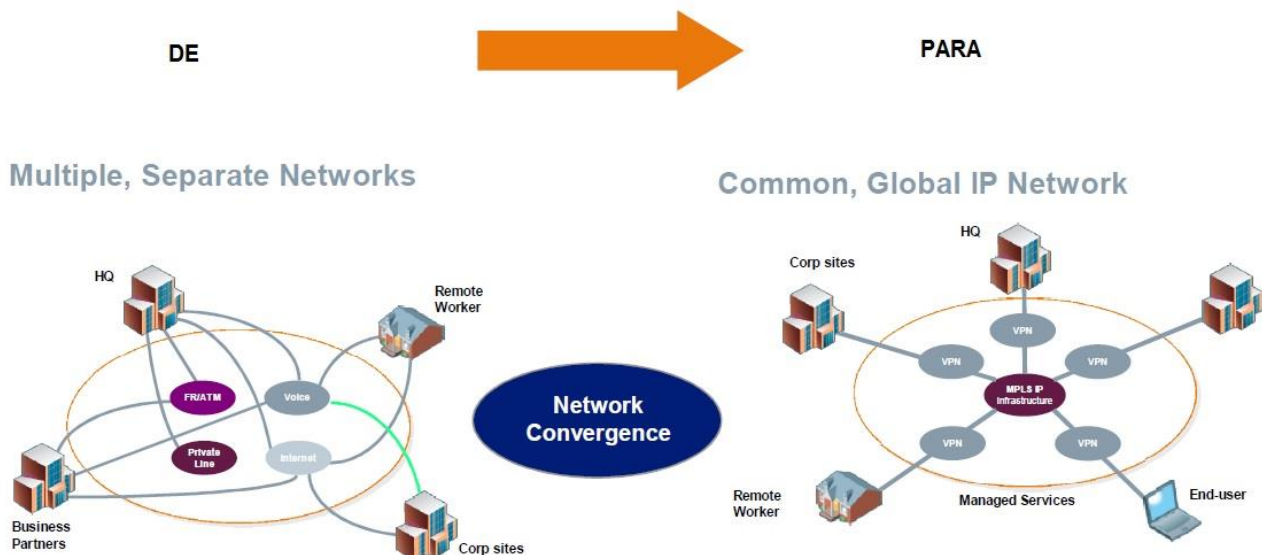 DE
PARA
Multiple, Separate Networks
Common, Global IP Network
HQ
Remote
Worker
FR/ATM
Voice
Private
Line
Internet
Business
Partners
Corp sites
Network
Convergence
HQ
Corp sites
VPN
VPN
VPN
MPLS IP
Infrastructure
VPN
VPN
Remote
Worker
Managed Services
End-user